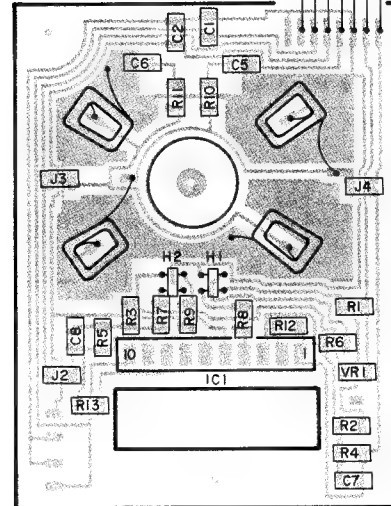 C2 C1
C6 C5
R11 R10
J3 J4
H2 H1
R3 R7 R9 R8 R12 R1
C8 R5 R6
10 1
J2 IC1 VR1
R13
R2
R4
C7